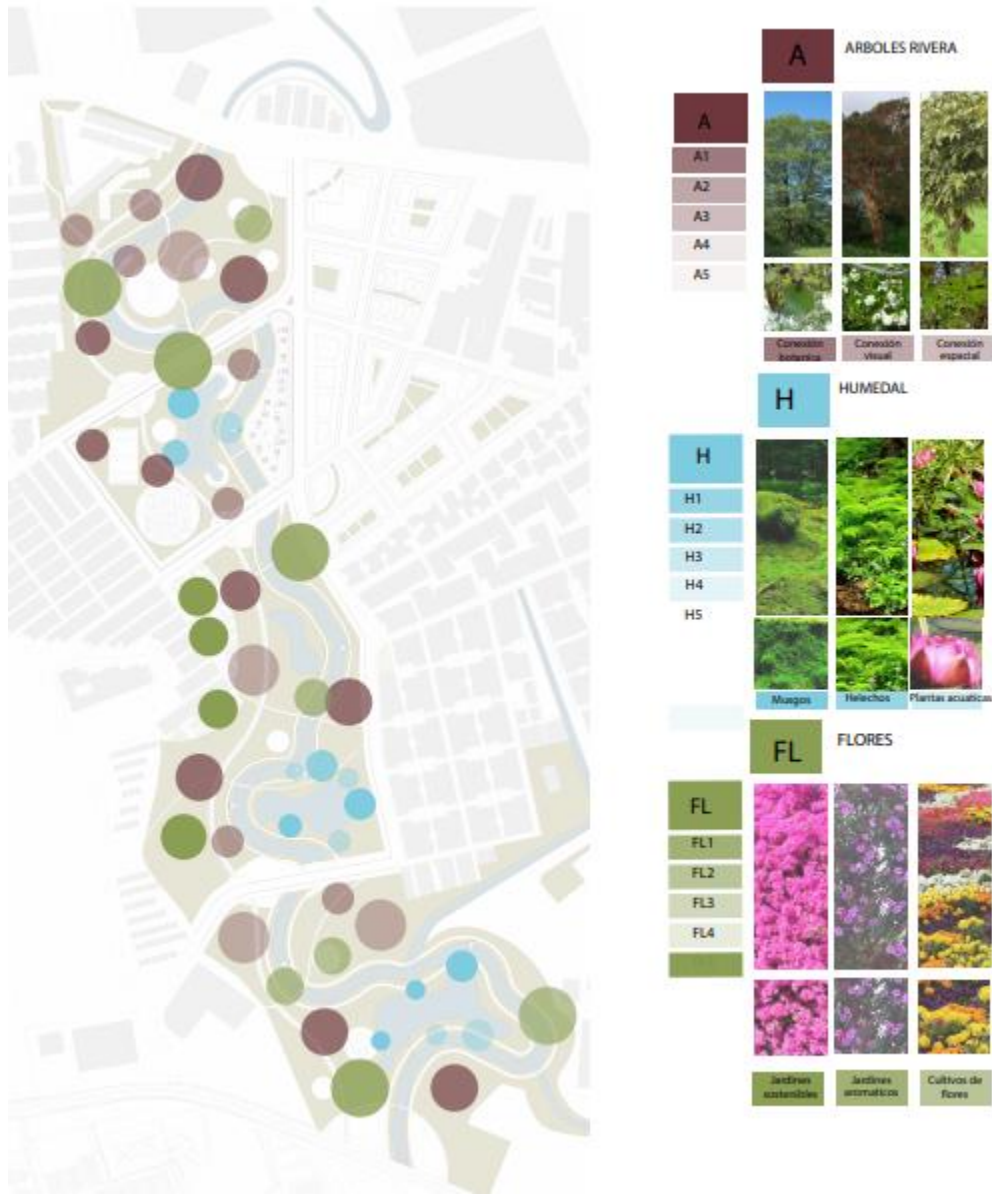 A
ARBOLES RIVERA
A
A1
A2
A3
A4
A5
Conexión
botanica
Conexión
visual
Conexión
espacial
H
HUMEDAL
H
H1
H2
H3
H4
H5
Musgos
Helechos
Plantas acuaticas
FL
FLORES
FL
FL1
FL2
FL3
FL4
Jardines
sostenibles
Jardines
aromaticos
Cultivos de
flores